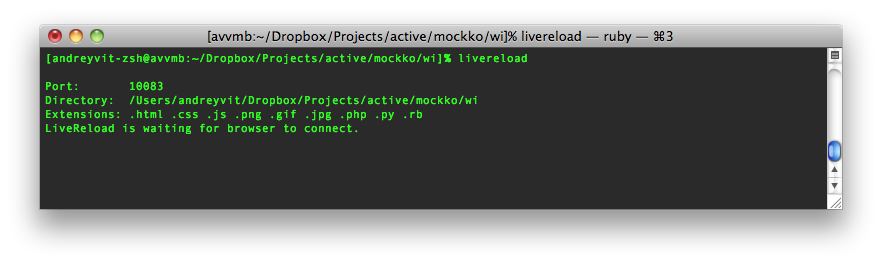 [avvmb:~/Dropbox/Projects/active/mockko/wi]% livereload — ruby — ⌘3
[andreyvit-zsh@avvmb:~/Dropbox/Projects/active/mockko/wi]% livereload
Port: 10083
Directory: /Users/andreyvit/Dropbox/Projects/active/mockko/wi
Extensions: .html .css .js .png .gif .jpg .php .py .rb
LiveReload is waiting for browser to connect.